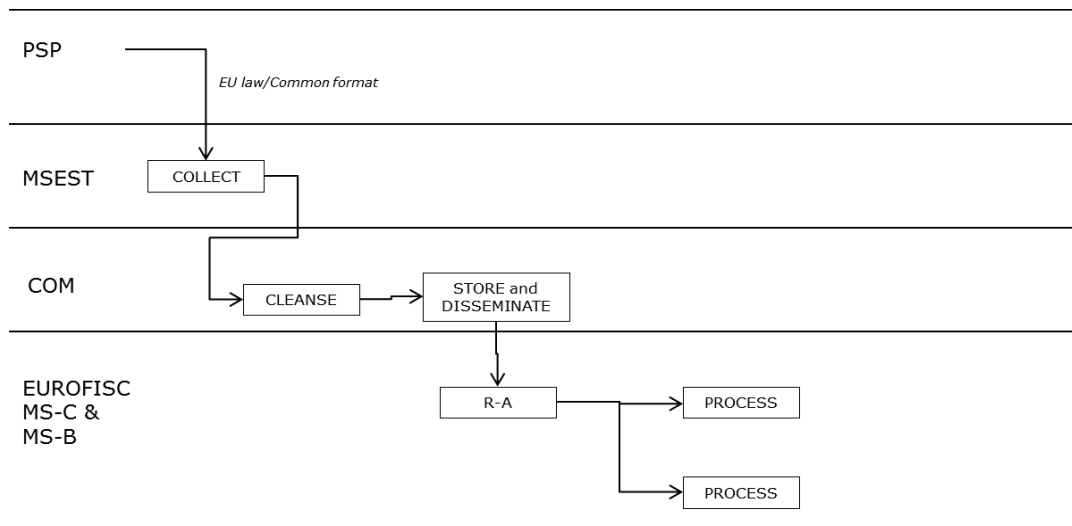 PSP
EU law/Common format
MSEST
COLLECT
COM
CLEANSE
STORE and
DISSEMINATE
EUROFISC
MS-C &
MS-B
R-A
PROCESS
PROCESS